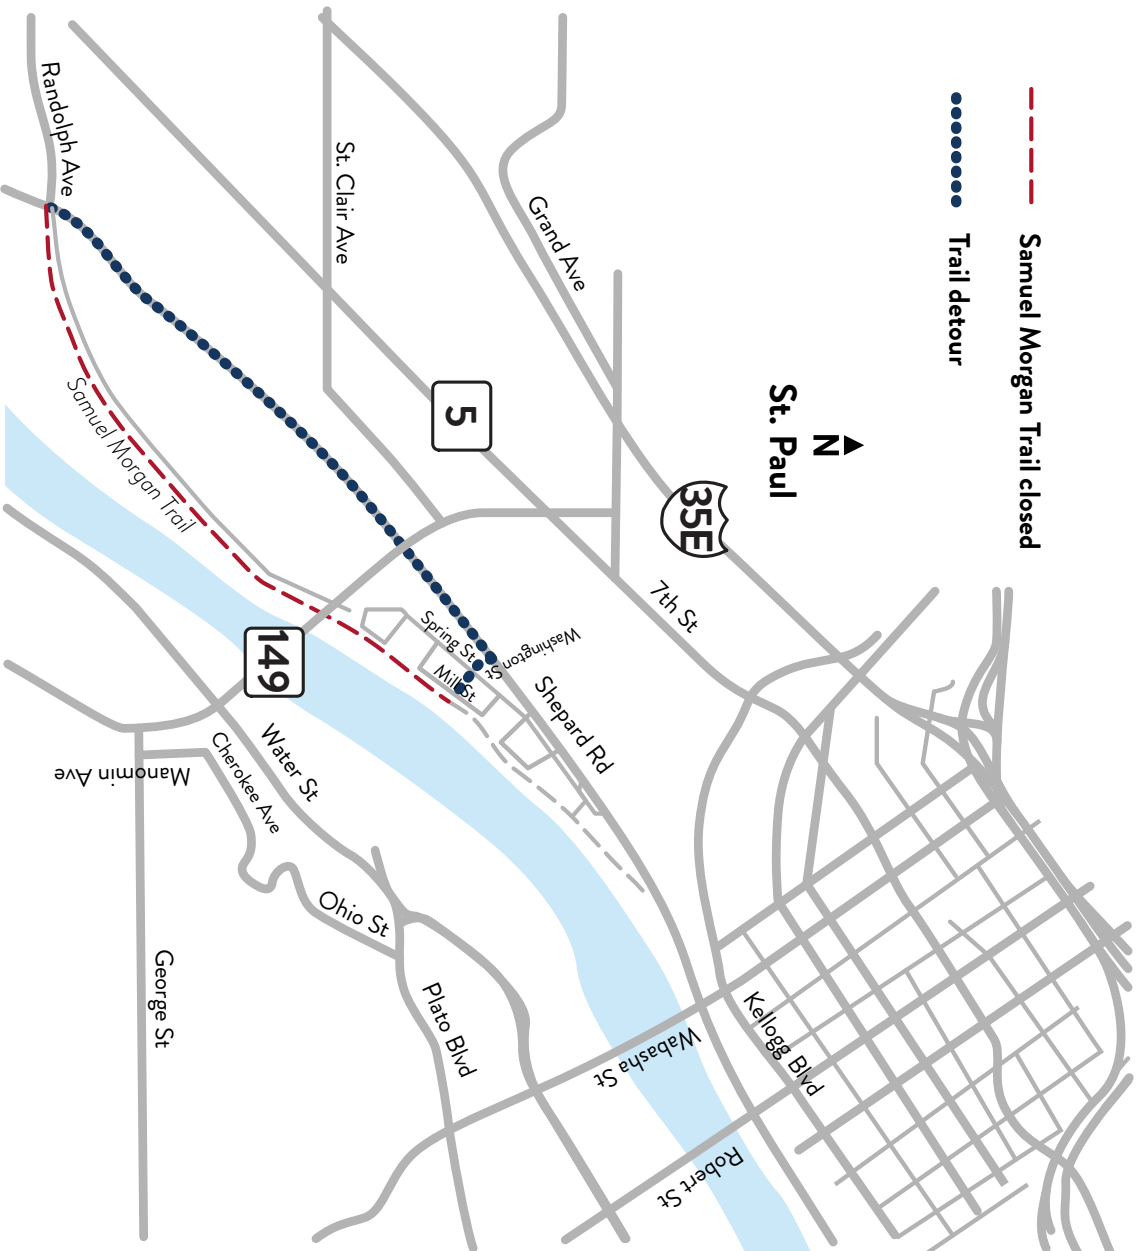 Samuel Morgan Trail closed
Trail detour
St. Paul
N
35E
5
149
Randolph Ave
St. Clair Ave
Grand Ave
7th St
Samuel Morgan Trail
Spring St
Washington St
Mill St
Shepard Rd
Water St
Cherokee Ave
Manomin Ave
Ohio St
George St
Plato Blvd
Wabasha St
Kellogg Blvd
Robert St